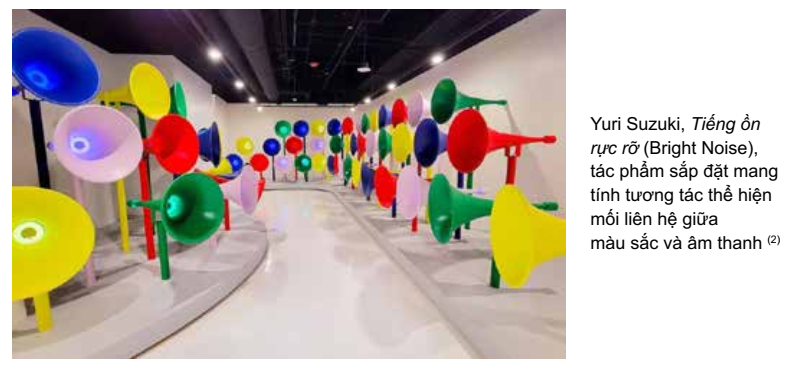 Yuri Suzuki, Tiếng ồn
rực rỡ (Bright Noise),
tác phẩm sắp đặt mang
tính tương tác thể hiện
mối liên hệ giữa
màu sắc và âm thanh (2)